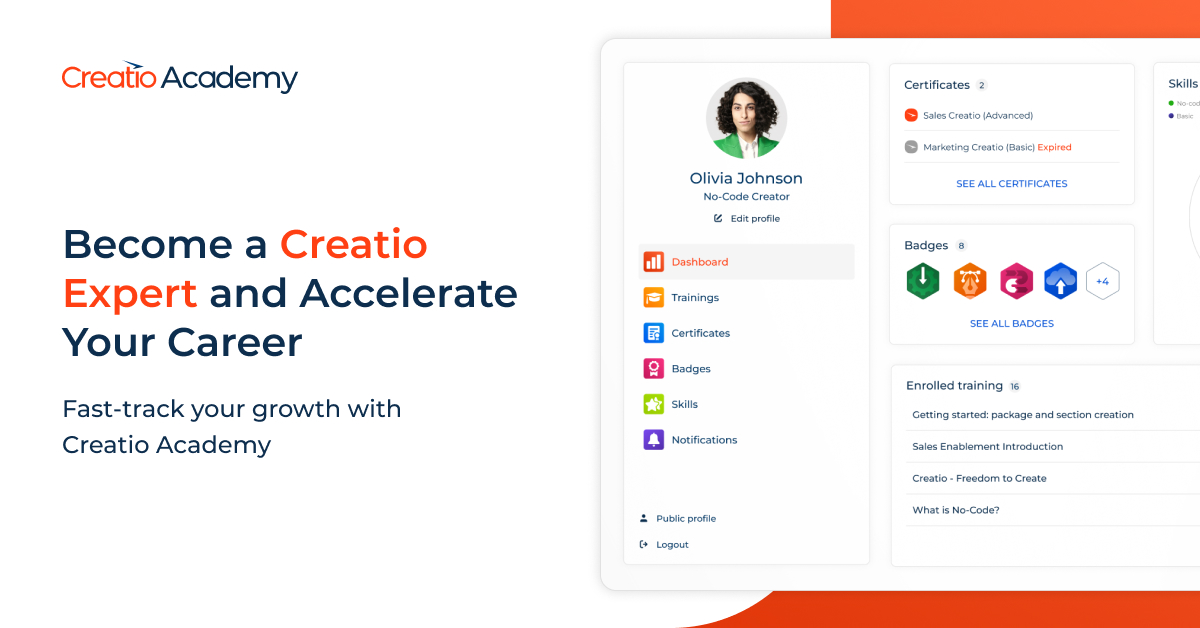 Creatio Academy
Become a Creatio
Expert and Accelerate
Your Career
Fast-track your growth with
Creatio Academy
Olivia Johnson
No-Code Creator
Edit profile
Dashboard
Trainings
Certificates
Badges
Skills
Notifications
Public profile
Logout
Certificates 2
Sales Creatio (Advanced)
Marketing Creatio (Basic) Expired
SEE ALL CERTIFICATES
Badges 8
+4
SEE ALL BADGES
Enrolled training 16
Getting started: package and section creation
Sales Enablement Introduction
Creatio - Freedom to Create
What is No-Code?
Skills
No-cod
Basic